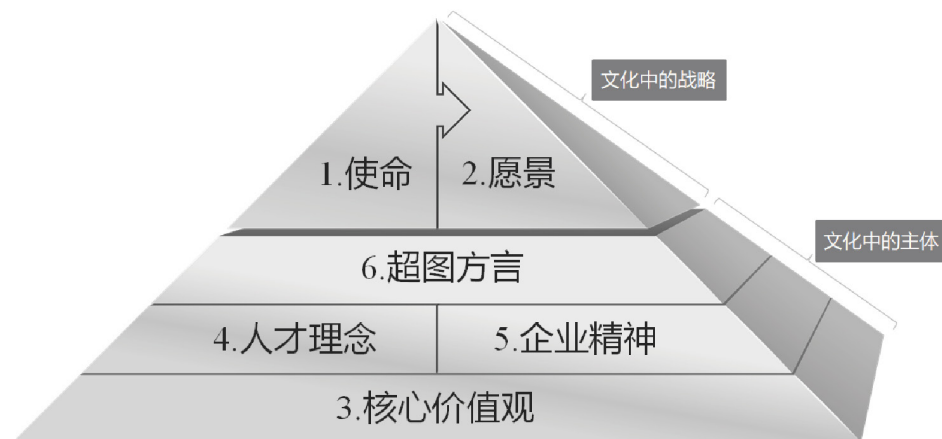 文化中的战略
1.使命
2.愿景
文化中的主体
6.超图方言
4.人才理念
5.企业精神
3.核心价值观